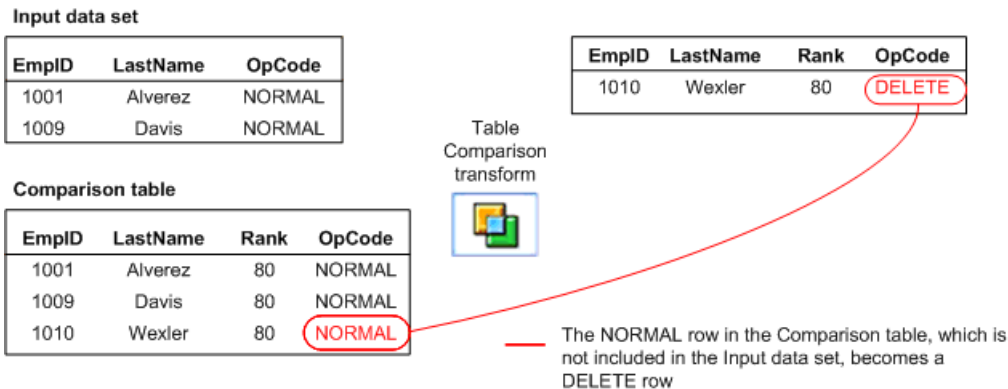 Input data set
EmpID LastName OpCode
1001 Alverez NORMAL
1009 Davis NORMAL
Comparison table
EmpID LastName Rank OpCode
1001 Alverez 80 NORMAL
1009 Davis 80 NORMAL
1010 Wexler 80 NORMAL
Table
Comparison
transform
EmpID LastName Rank OpCode
1010 Wexler 80 DELETE
The NORMAL row in the Comparison table, which is
not included in the Input data set, becomes a
DELETE row